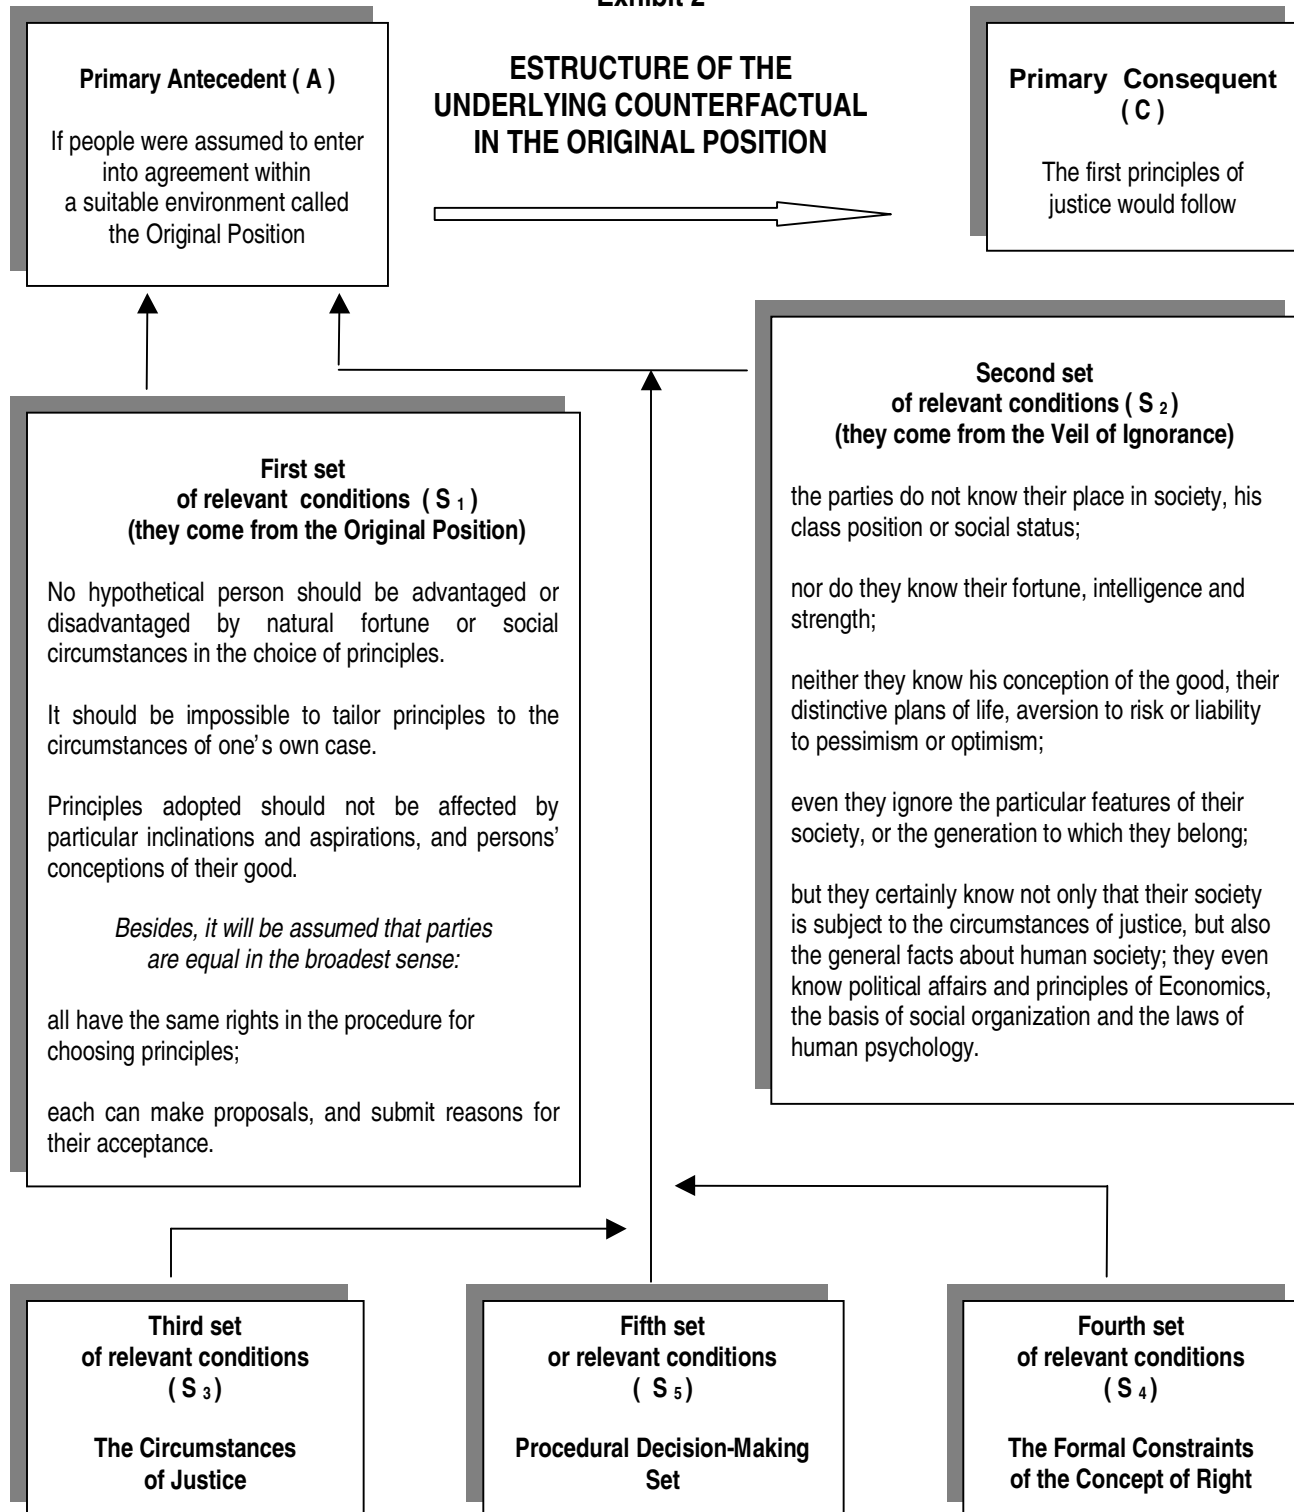 Exhibit 2
ESTRUCTURE OF THE
UNDERLYING COUNTERFACTUAL
IN THE ORIGINAL POSITION
Primary Antecedent ( A )
If people were assumed to enter
into agreement within
a suitable environment called
the Original Position
Primary Consequent
( C )
The first principles of
justice would follow
First set
of relevant conditions ( S 1 )
(they come from the Original Position)
No hypothetical person should be advantaged or
disadvantaged by natural fortune or social
circumstances in the choice of principles.
It should be impossible to tailor principles to the
circumstances of one's own case.
Principles adopted should not be affected by
particular inclinations and aspirations, and persons'
conceptions of their good.
Besides, it will be assumed that parties
are equal in the broadest sense:
all have the same rights in the procedure for
choosing principles;
each can make proposals, and submit reasons for
their acceptance.
Second set
of relevant conditions ( S 2 )
(they come from the Veil of Ignorance)
the parties do not know their place in society, his
class position or social status;
nor do they know their fortune, intelligence and
strength;
neither they know his conception of the good, their
distinctive plans of life, aversion to risk or liability
to pessimism or optimism;
even they ignore the particular features of their
society, or the generation to which they belong;
but they certainly know not only that their society
is subject to the circumstances of justice, but also
the general facts about human society; they even
know political affairs and principles of Economics,
the basis of social organization and the laws of
human psychology.
Third set
of relevant conditions
( S 3 )
The Circumstances
of Justice
Fifth set
or relevant conditions
( S 5 )
Procedural Decision-Making
Set
Fourth set
of relevant conditions
( S 4 )
The Formal Constraints
of the Concept of Right